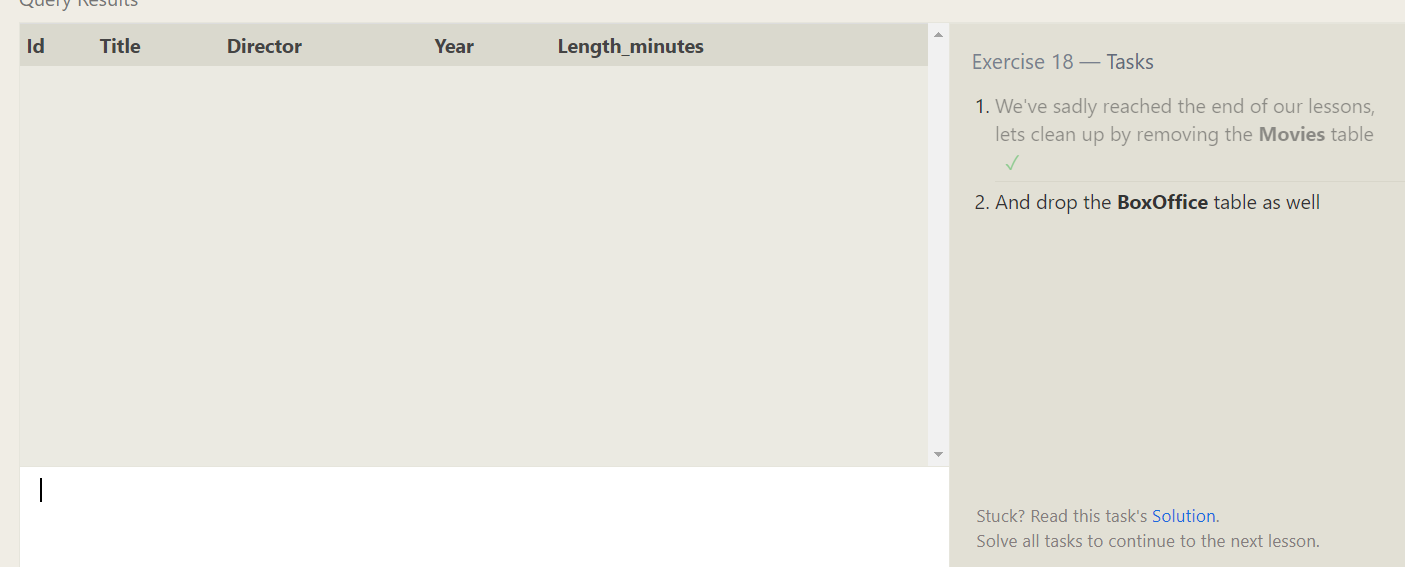 Query Results
Id Title Director Year Length_minutes
Exercise 18 — Tasks
1. We've sadly reached the end of our lessons,
lets clean up by removing the Movies table
✓
2. And drop the BoxOffice table as well
Stuck? Read this task's Solution.
Solve all tasks to continue to the next lesson.